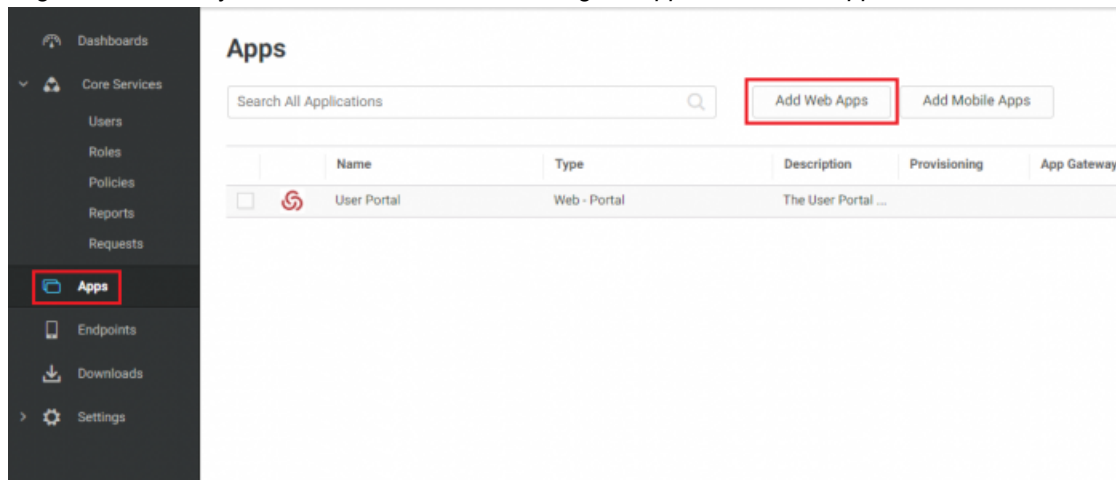 Dashboards
Core Services
Users
Roles
Policies
Reports
Requests
Apps
Endpoints
Downloads
Settings
Apps
Search All Applications
Add Web Apps
Add Mobile Apps
Name Type Description Provisioning App Gateway
User Portal Web - Portal The User Portal ...